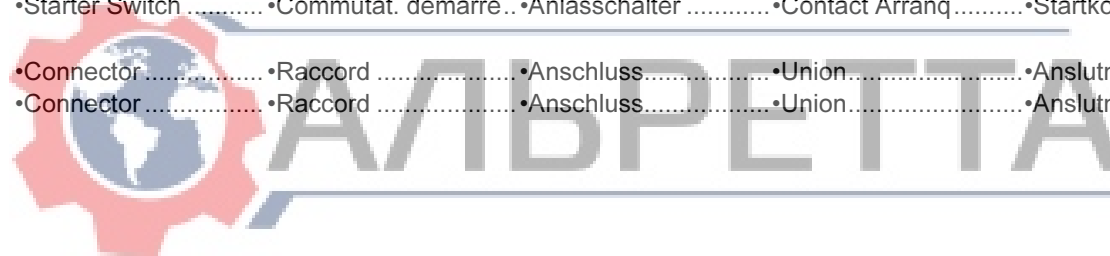 •Starter Switch .......... •Commutat. demarre.. •Anlasschalter ............ •Contact Arranq.......... •Startko
•Connector................ •Raccord ................... •Anschluss.................. •Union........................ •Anslutn
•Connector................ •Raccord ................... •Anschluss.................. •Union........................ •Anslutn
АЛЬРЕТТА